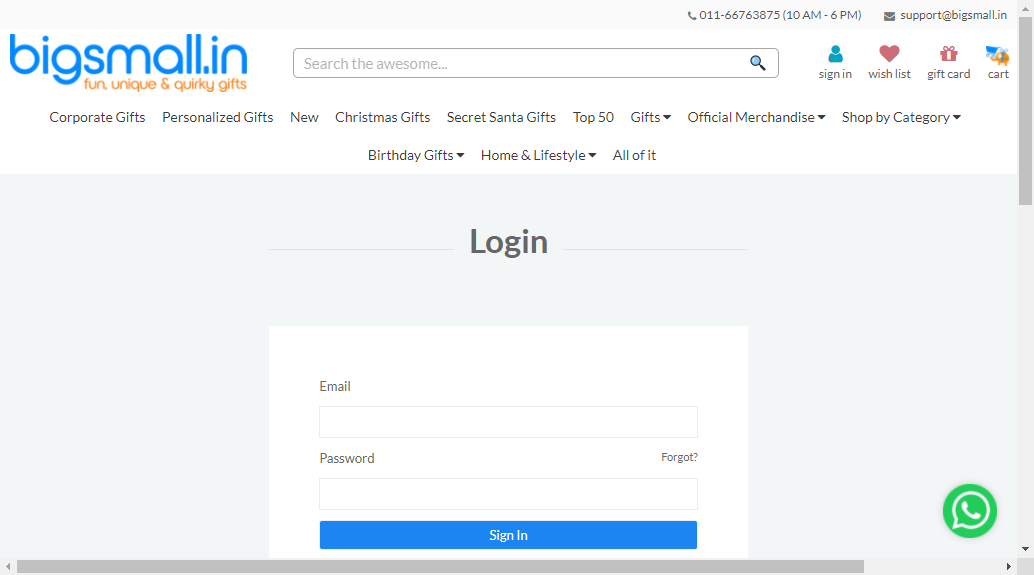 011-66763875 (10 AM - 6 PM) support@bigsmall.in
bigsmall.in
fun, unique & quirky gifts
Search the awesome...
sign in wish list gift card cart
Corporate Gifts Personalized Gifts New Christmas Gifts Secret Santa Gifts Top 50 Gifts Official Merchandise Shop by Category
Birthday Gifts Home & Lifestyle All of it
Login
Email
Password Forgot?
Sign In